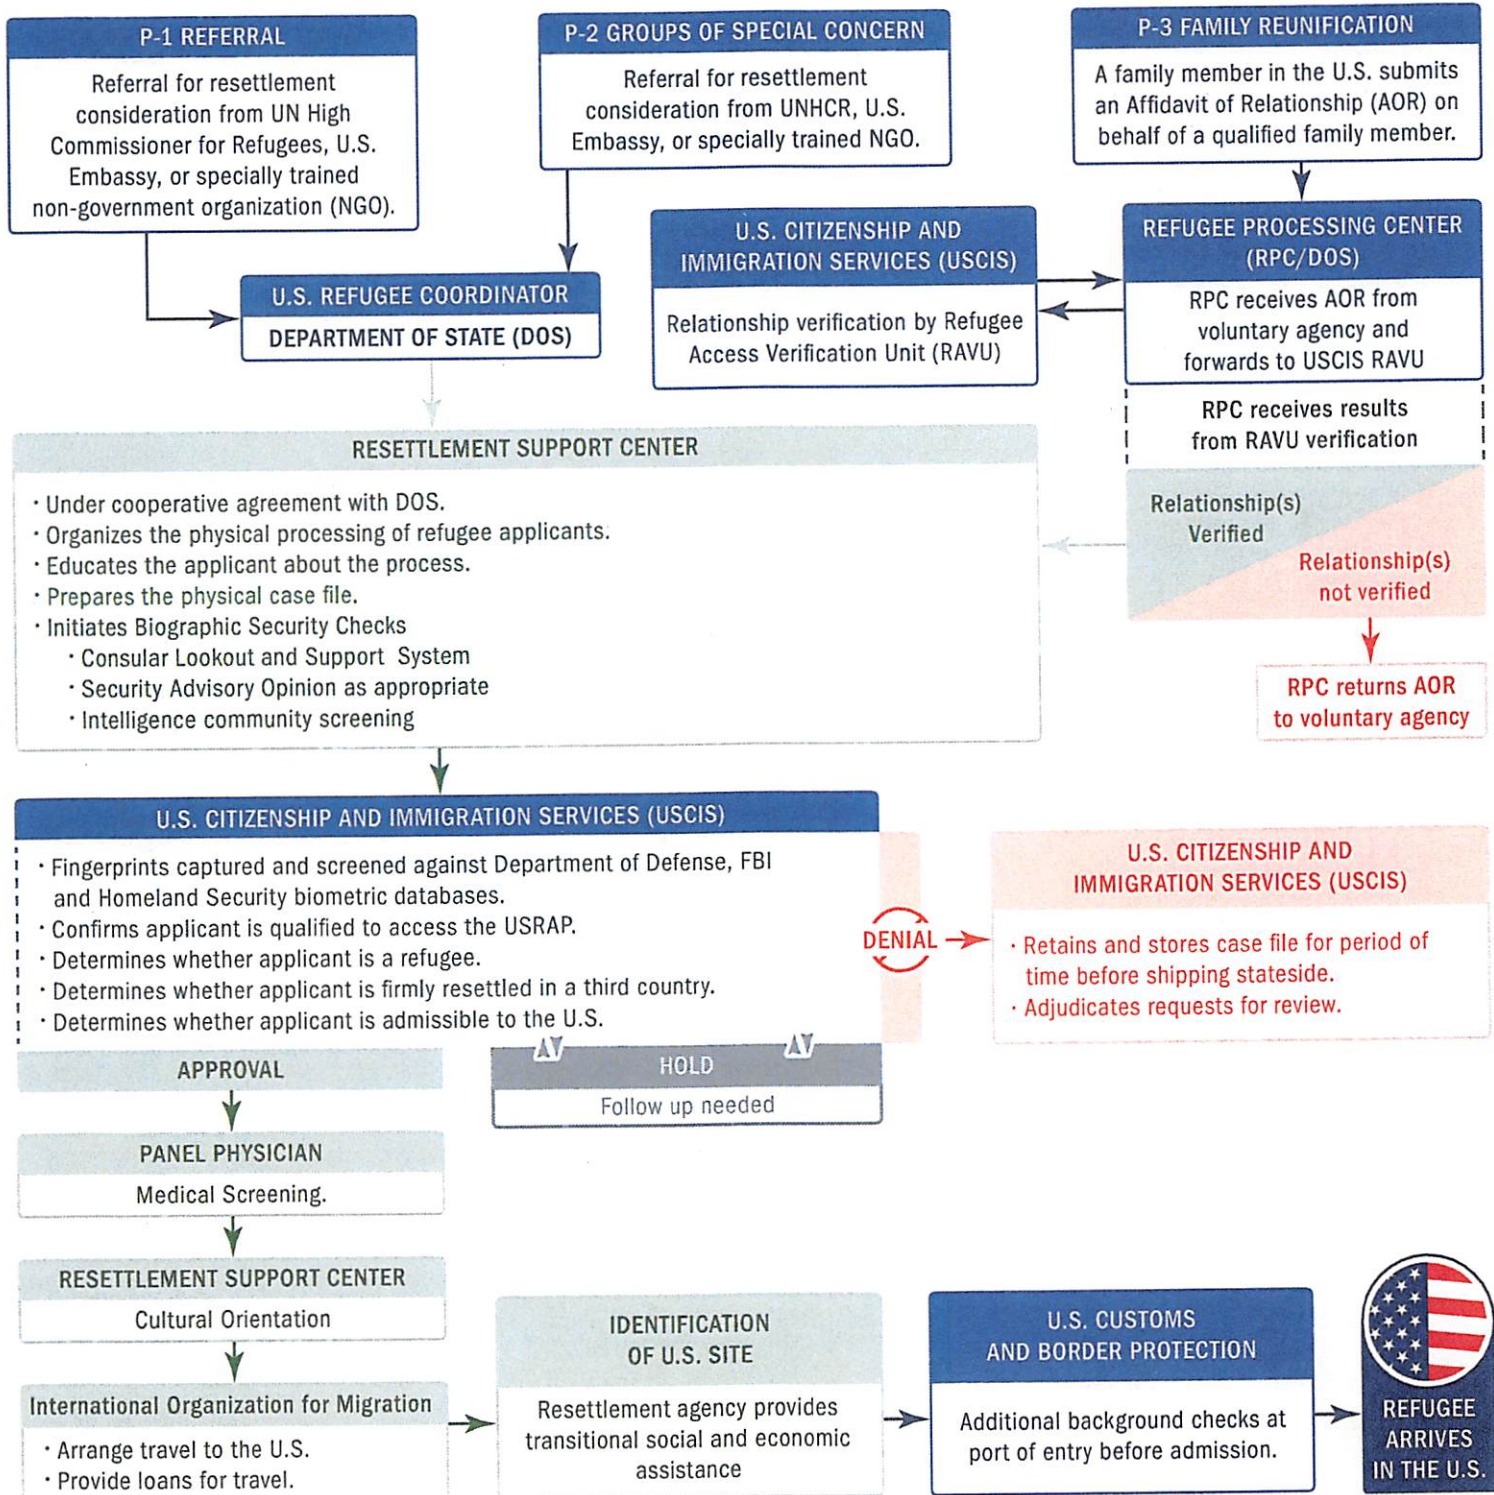 P-1 REFERRAL
Referral for resettlement
consideration from UN High
Commissioner for Refugees, U.S.
Embassy, or specially trained
non-government organization (NGO).
P-2 GROUPS OF SPECIAL CONCERN
Referral for resettlement
consideration from UNHCR, U.S.
Embassy, or specially trained NGO.
P-3 FAMILY REUNIFICATION
A family member in the U.S. submits
an Affidavit of Relationship (AOR) on
behalf of a qualified family member.
U.S. REFUGEE COORDINATOR
DEPARTMENT OF STATE (DOS)
U.S. CITIZENSHIP AND
IMMIGRATION SERVICES (USCIS)
Relationship verification by Refugee
Access Verification Unit (RAVU)
REFUGEE PROCESSING CENTER
(RPC/DOS)
RPC receives AOR from
voluntary agency and
forwards to USCIS RAVU
RPC receives results
from RAVU verification
Relationship(s)
Verified
Relationship(s)
not verified
RPC returns AOR
to voluntary agency
RESETTLEMENT SUPPORT CENTER
· Under cooperative agreement with DOS.
· Organizes the physical processing of refugee applicants.
· Educates the applicant about the process.
· Prepares the physical case file.
· Initiates Biographic Security Checks
· Consular Lookout and Support System
· Security Advisory Opinion as appropriate
· Intelligence community screening
U.S. CITIZENSHIP AND IMMIGRATION SERVICES (USCIS)
· Fingerprints captured and screened against Department of Defense, FBI
and Homeland Security biometric databases.
· Confirms applicant is qualified to access the USRAP.
· Determines whether applicant is a refugee.
· Determines whether applicant is firmly resettled in a third country.
· Determines whether applicant is admissible to the U.S.
DENIAL
U.S. CITIZENSHIP AND
IMMIGRATION SERVICES (USCIS)
· Retains and stores case file for period of
time before shipping stateside.
· Adjudicates requests for review.
APPROVAL
HOLD
Follow up needed
PANEL PHYSICIAN
Medical Screening.
RESETTLEMENT SUPPORT CENTER
Cultural Orientation
International Organization for Migration
· Arrange travel to the U.S.
· Provide loans for travel.
IDENTIFICATION
OF U.S. SITE
Resettlement agency provides
transitional social and economic
assistance
U.S. CUSTOMS
AND BORDER PROTECTION
Additional background checks at
port of entry before admission.
REFUGEE
ARRIVES
IN THE U.S.